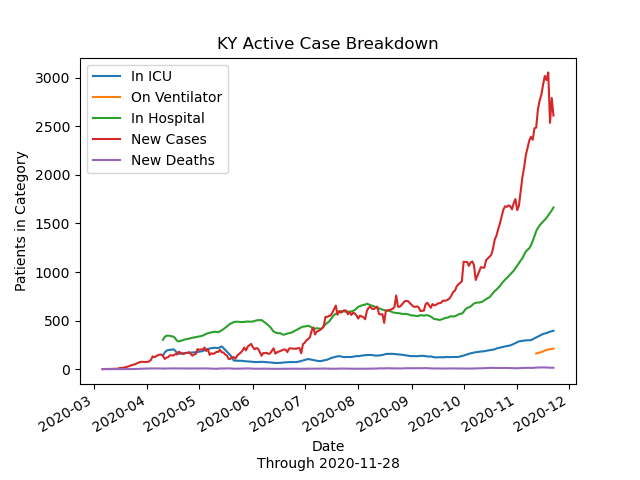 KY Active Case Breakdown
In ICU
On Ventilator
In Hospital
New Cases
New Deaths
Patients in Category
3000
2500
2000
1500
1000
500
0
2020-03
2020-04
2020-05
2020-06
2020-07
2020-08
2020-09
2020-10
2020-11
2020-12
Date
Through 2020-11-28